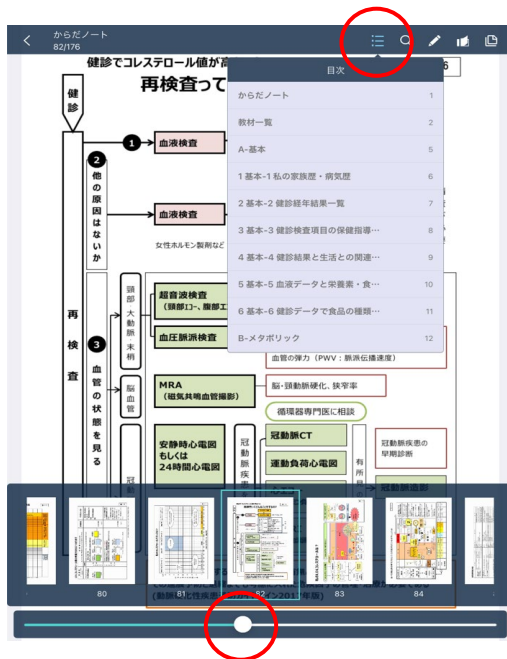 からだノート
82/176
健診でコレステロール値が高
6
再検査って
目次
からだノート 1
教材一覧 2
A-基本 5
1 基本-1 私の家族歴・病気歴 6
2 基本-2 健診経年結果一覧 7
3 基本-3 健診検査項目の保健指導… 8
4 基本-4 健診結果と生活との関連… 9
5 基本-5 血液データと栄養素・食… 10
6 基本-6 健診データで食品の種類… 11
B-メタボリック 12
健診
再検査
1
血液検査
2
他の原因はないか
血液検査
女性ホルモン製剤など
3
血管の状態を見る
頸部・大動脈・末梢
超音波検査
(頸部エコー、腹部エ
血圧脈派検査
血管の弾力(PWV:脈派伝播速度)
脳血管
MRA
(磁気共鳴血管撮影)
脳・頸動脈硬化、狭窄率
循環器専門医に相談
安静時心電図
もしくは
24時間心電図
冠動脈疾患
冠動脈CT
運動負荷心電図
冠動脈疾患の
早期診断
冠動脈造影
80
81
82
83
84